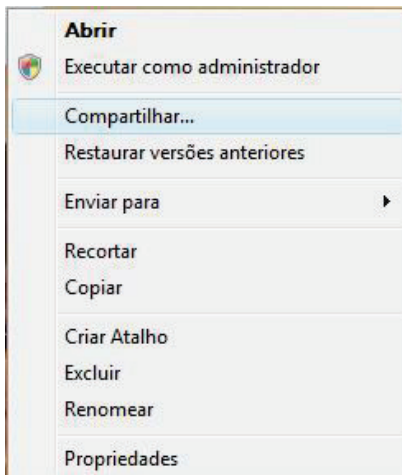 Abrir
Executar como administrador
Compartilhar...
Restaurar versões anteriores
Enviar para
Recortar
Copiar
Criar Atalho
Excluir
Renomear
Propriedades